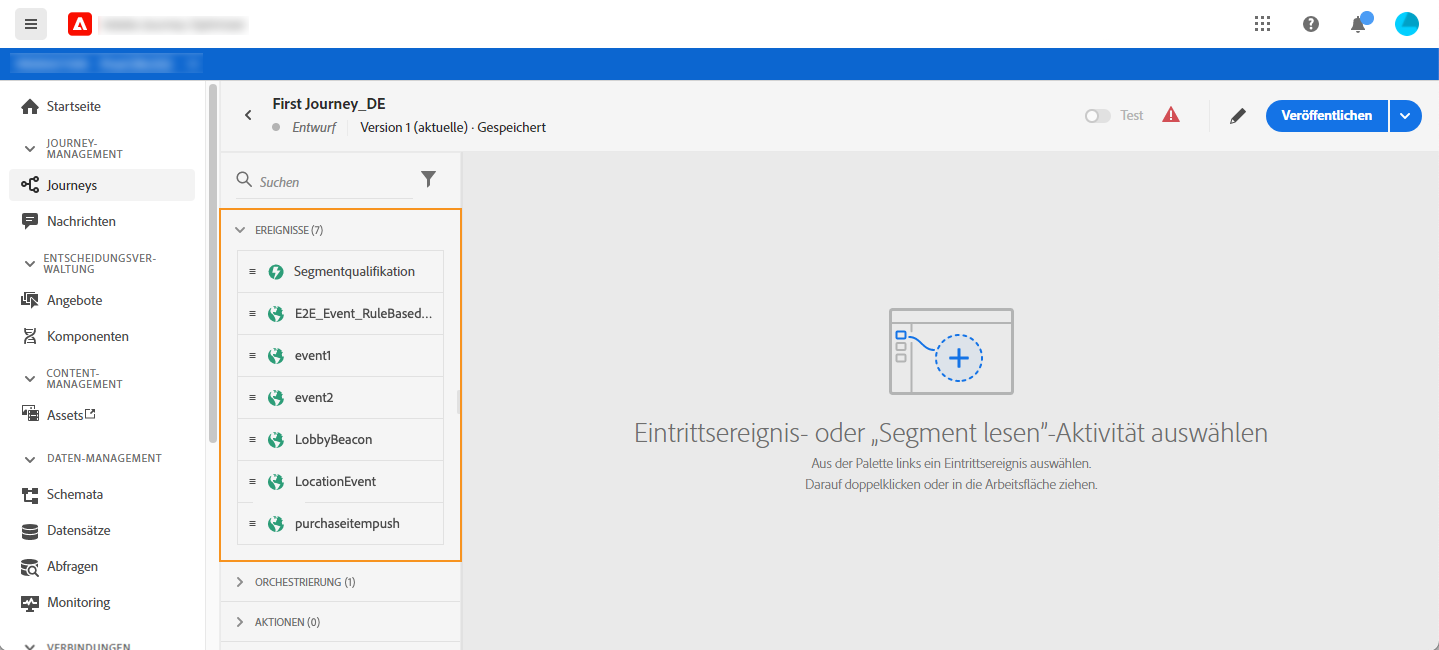 Startseite
JOURNEY-
MANAGEMENT
Journeys
Nachrichten
ENTSCHEIDUNGSVER-
WALTUNG
Angebote
Komponenten
CONTENT-
MANAGEMENT
Assets
DATEN-MANAGEMENT
Schemata
Datensätze
Abfragen
Monitoring
VERBINDUNGEN
First Journey_DE
Entwurf Version 1 (aktuelle) · Gespeichert
Test
Veröffentlichen
Suchen
EREIGNISSE (7)
Segmentqualifikation
E2E_Event_RuleBased...
event1
event2
LobbyBeacon
LocationEvent
purchaseitempush
ORCHESTRIERUNG (1)
AKTIONEN (0)
Eintrittsereignis- oder „Segment lesen"-Aktivität auswählen
Aus der Palette links ein Eintrittsereignis auswählen.
Darauf doppelklicken oder in die Arbeitsfläche ziehen.